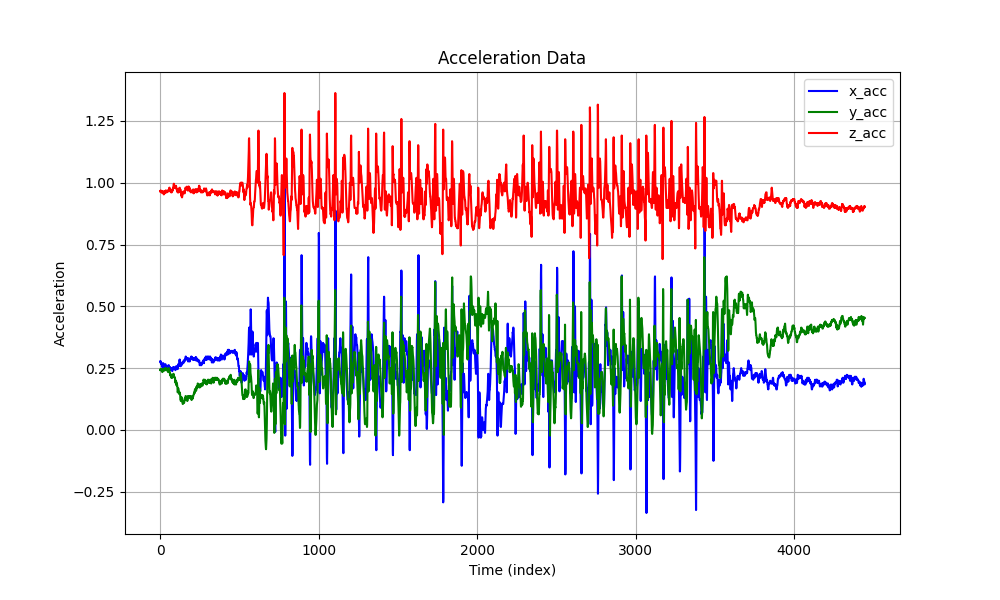 Acceleration Data
x_acc
y_acc
z_acc
1.25
1.00
0.75
0.50
0.25
0.00
−0.25
Acceleration
0 1000 2000 3000 4000
Time (index)